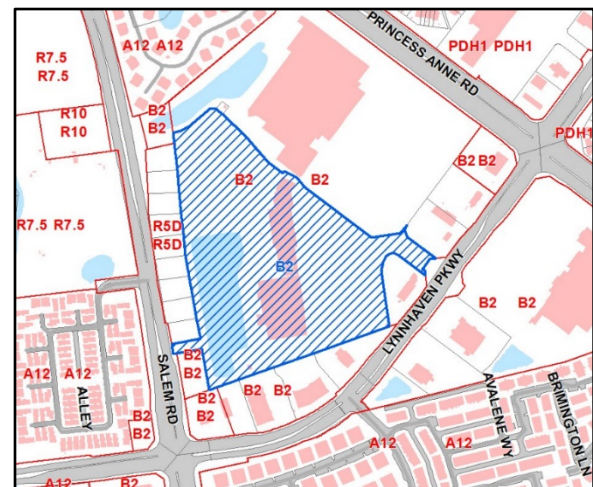 A12 A12
R7.5
R7.5
PRINCESS ANNE RD
PDH1 PDH1
R10
R10
B2
B2
PDH1
B2 B2
B2
B2
R7.5 R7.5
R5D
R5D
B2
LYNNHAVEN PKWY
B2 B2
SALEM RD
B2
B2
A12
A12
ALLEY
B2
B2
B2
B2
B2
B2
B2
AVALENE WY
BRIMINGTON LN
A12
A12
A12
B2